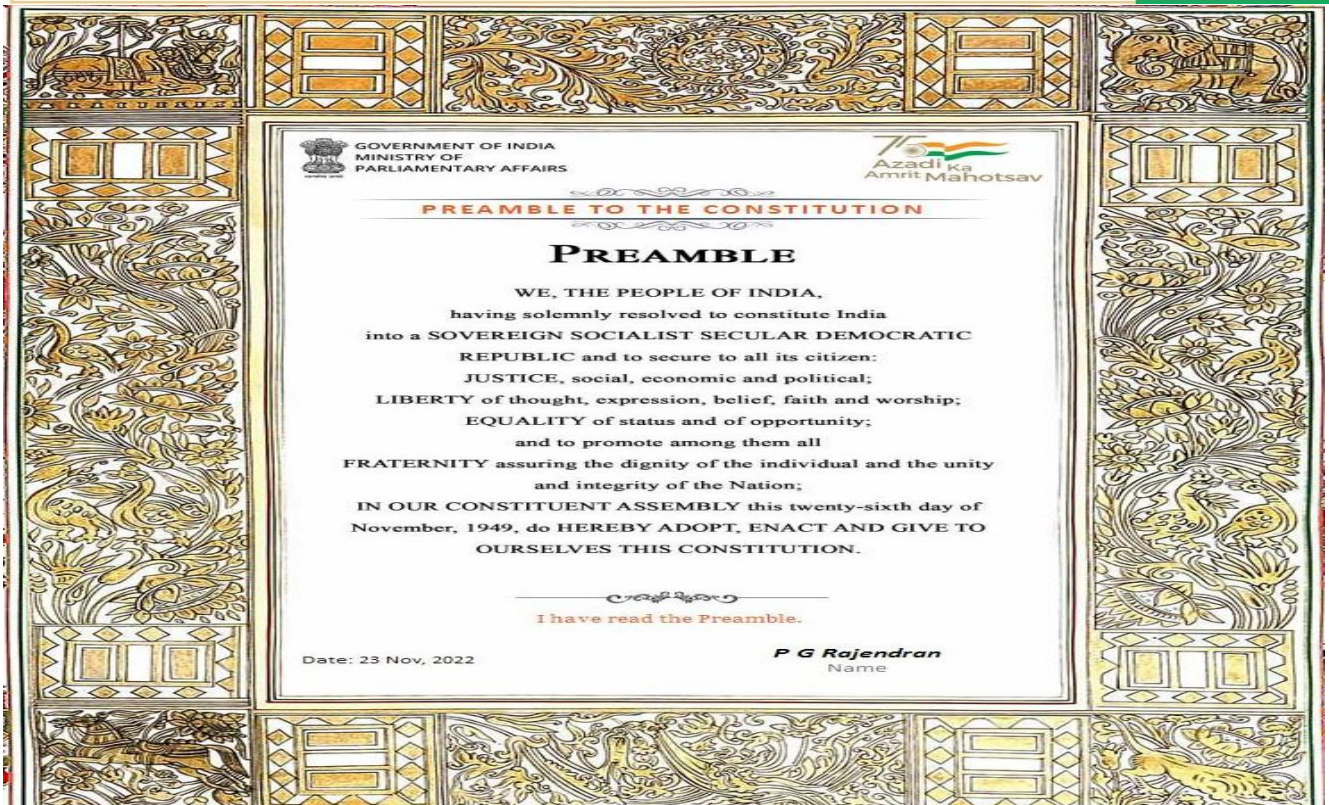 GOVERNMENT OF INDIA
MINISTRY OF
PARLIAMENTARY AFFAIRS
75
Azadi Ka
Amrit Mahotsav
PREAMBLE TO THE CONSTITUTION
PREAMBLE
WE, THE PEOPLE OF INDIA,
having solemnly resolved to constitute India
into a SOVEREIGN SOCIALIST SECULAR DEMOCRATIC
REPUBLIC and to secure to all its citizen:
JUSTICE, social, economic and political;
LIBERTY of thought, expression, belief, faith and worship;
EQUALITY of status and of opportunity;
and to promote among them all
FRATERNITY assuring the dignity of the individual and the unity
and integrity of the Nation;
IN OUR CONSTITUENT ASSEMBLY this twenty-sixth day of
November, 1949, do HEREBY ADOPT, ENACT AND GIVE TO
OURSELVES THIS CONSTITUTION.
I have read the Preamble.
Date: 23 Nov, 2022
P G Rajendran
Name